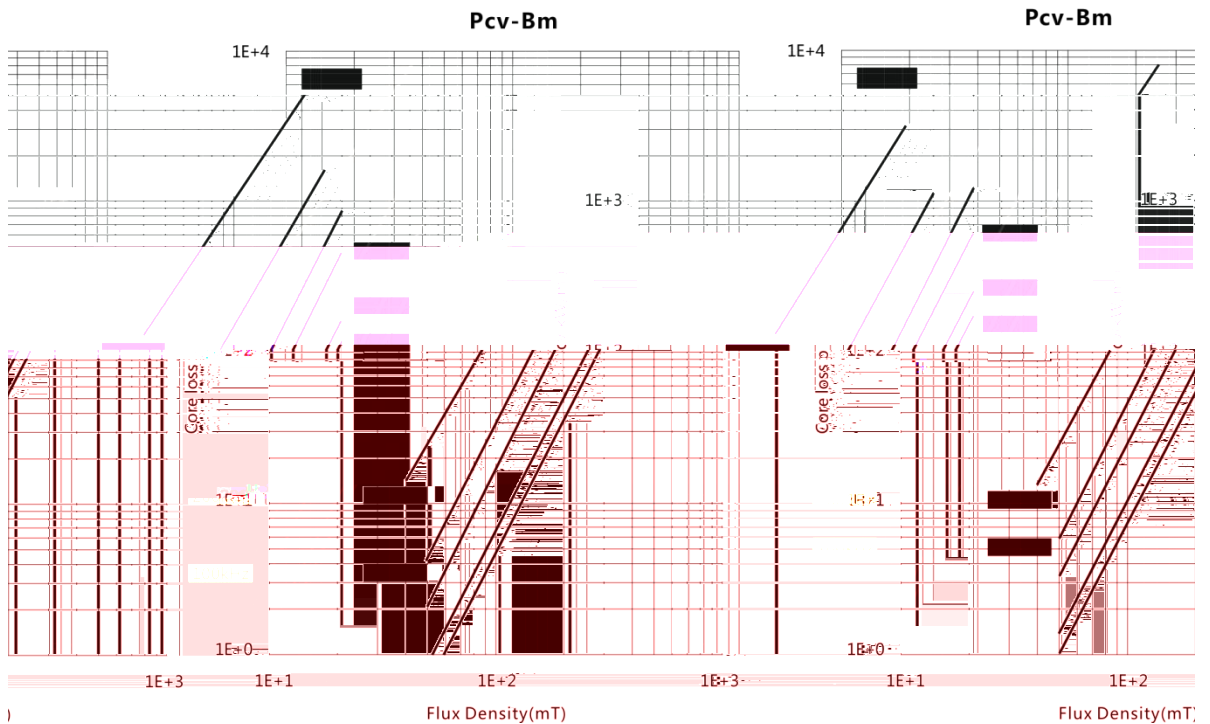 Pcv-Bm
Pcv-Bm
1E+4
1E+4
1E+3
1E+3
Core loss
Core loss
1E+0
1E+0
1E+3
1E+1
1E+2
1E+3
1E+1
1E+2
Flux Density(mT)
)
Flux Density(mT)